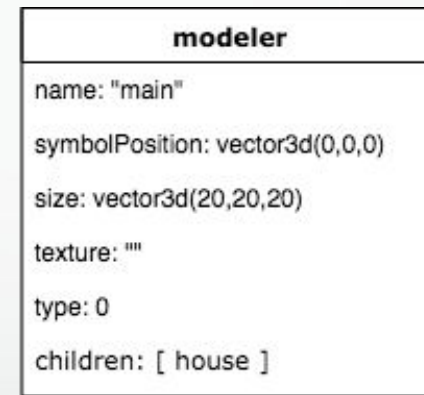 modeler
name: "main"
symbolPosition: vector3d(0,0,0)
size: vector3d(20,20,20)
texture: ""
type: 0
children: [ house ]